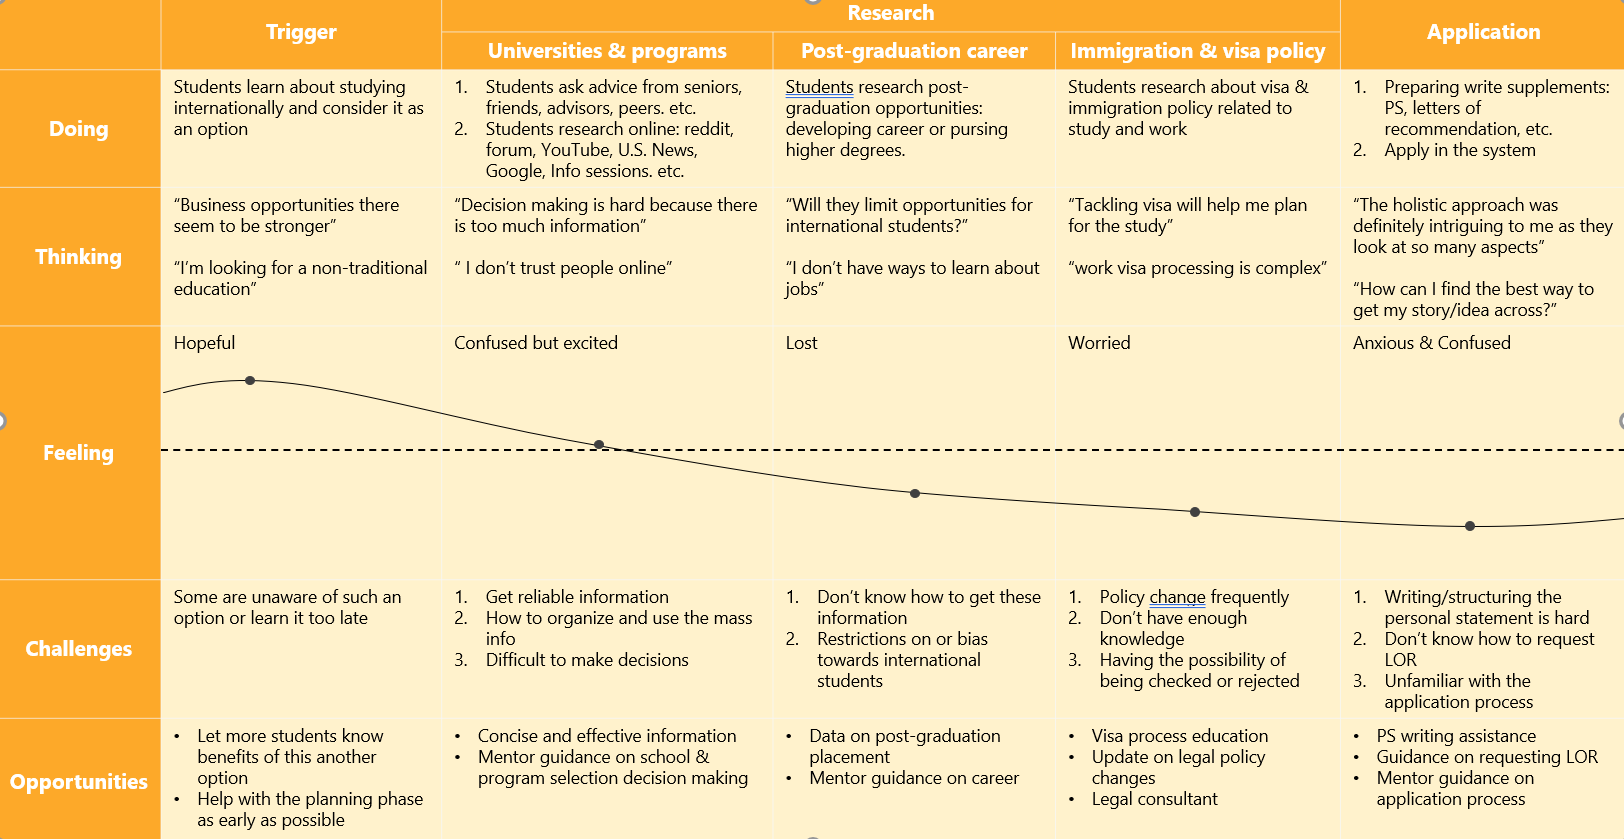 Trigger
Research
Universities & programs
Post-graduation career
Immigration & visa policy
Application
Doing
Students learn about studying
internationally and consider it as
an option
1. Students ask advice from seniors,
friends, advisors, peers. etc.
2. Students research online: reddit,
forum, YouTube, U.S. News,
Google, Info sessions. etc.
Students research post-
graduation opportunities:
developing career or pursing
higher degrees.
Students research about visa &
immigration policy related to
study and work
1. Preparing write supplements:
PS, letters of
recommendation, etc.
2. Apply in the system
Thinking
“Business opportunities there
seem to be stronger”
“I’m looking for a non-traditional
education”
“Decision making is hard because there
is too much information”
“ I don’t trust people online”
“Will they limit opportunities for
international students?”
“I don’t have ways to learn about
jobs”
“Tackling visa will help me plan
for the study”
“work visa processing is complex”
“The holistic approach was
definitely intriguing to me as they
look at so many aspects”
“How can I find the best way to
get my story/idea across?”
Feeling
Hopeful
Confused but excited
Lost
Worried
Anxious & Confused
Challenges
Some are unaware of such an
option or learn it too late
1. Get reliable information
2. How to organize and use the mass
info
3. Difficult to make decisions
1. Don’t know how to get these
information
2. Restrictions on or bias
towards international
students
1. Policy change frequently
2. Don’t have enough
knowledge
3. Having the possibility of
being checked or rejected
1. Writing/structuring the
personal statement is hard
2. Don’t know how to request
LOR
3. Unfamiliar with the
application process
Opportunities
• Let more students know
benefits of this another
option
• Help with the planning phase
as early as possible
• Concise and effective information
• Mentor guidance on school &
program selection decision making
• Data on post-graduation
placement
• Mentor guidance on career
• Visa process education
• Update on legal policy
changes
• Legal consultant
• PS writing assistance
• Guidance on requesting LOR
• Mentor guidance on
application process